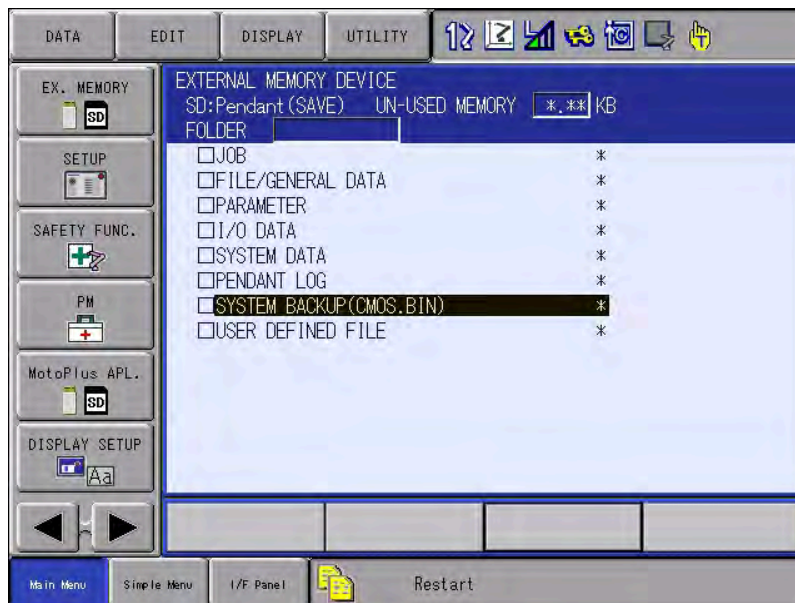 DATA EDIT DISPLAY UTILITY
EX. MEMORY
SD
SETUP
SAFETY FUNC.
PM
MotoPlus APL.
SD
DISPLAY SETUP
Aa
EXTERNAL MEMORY DEVICE
SD:Pendant(SAVE) UN-USED MEMORY *.** KB
FOLDER
JOB *
FILE/GENERAL DATA *
PARAMETER *
I/O DATA *
SYSTEM DATA *
PENDANT LOG *
SYSTEM BACKUP(CMOS.BIN) *
USER DEFINED FILE *
Main Menu Simple Menu I/F Panel Restart